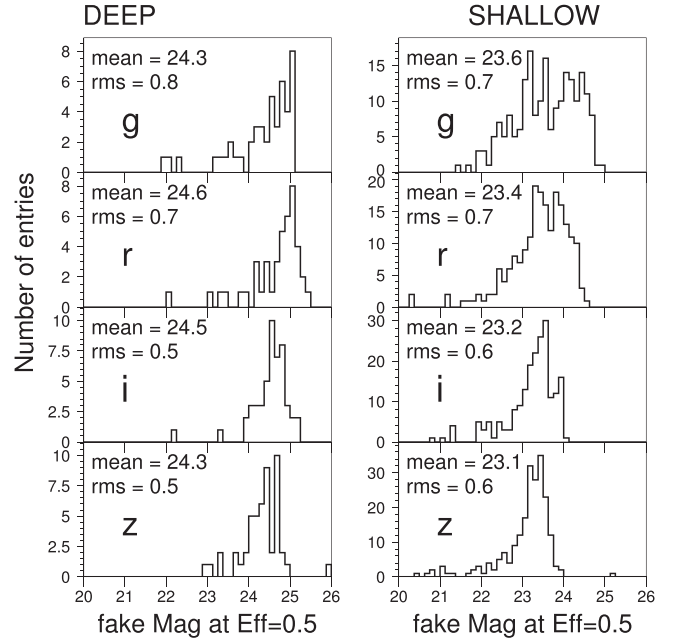 DEEP
SHALLOW
Number of entries
mean = 24.3
rms = 0.8
g
8
6
4
2
0
mean = 23.6
rms = 0.7
g
15
10
5
0
mean = 24.6
rms = 0.7
r
8
6
4
2
0
mean = 23.4
rms = 0.7
r
20
15
10
5
0
mean = 24.5
rms = 0.5
i
10
7.5
5
2.5
0
mean = 23.2
rms = 0.6
i
30
20
10
0
mean = 24.3
rms = 0.5
z
10
7.5
5
2.5
0
mean = 23.1
rms = 0.6
z
30
20
10
0
20 21 22 23 24 25 26
20 21 22 23 24 25 26
fake Mag at Eff=0.5
fake Mag at Eff=0.5